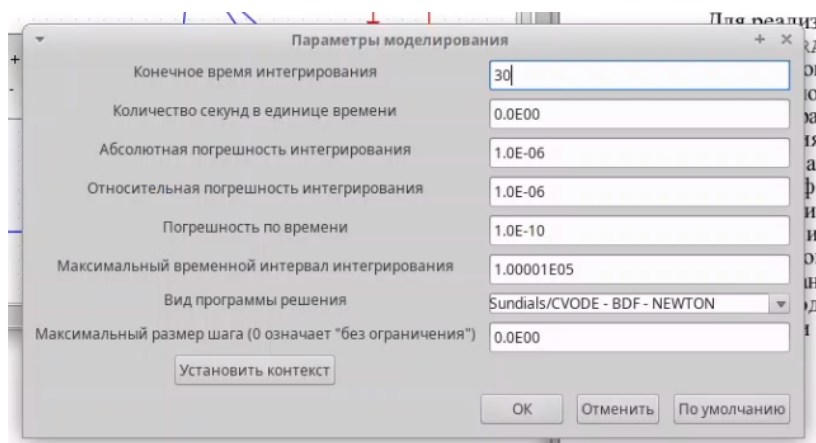 Для реализ
Параметры моделирования
Конечное время интегрирования
30
Количество секунд в единице времени
0.0E00
Абсолютная погрешность интегрирования
1.0E-06
Относительная погрешность интегрирования
1.0E-06
Погрешность по времени
1.0E-10
Максимальный временной интервал интегрирования
1.00001E05
Вид программы решения
Sundials/CVODE - BDF - NEWTON
Максимальный размер шага (0 означает "без ограничения")
0.0E00
Установить контекст
ОК
Отменить
По умолчанию